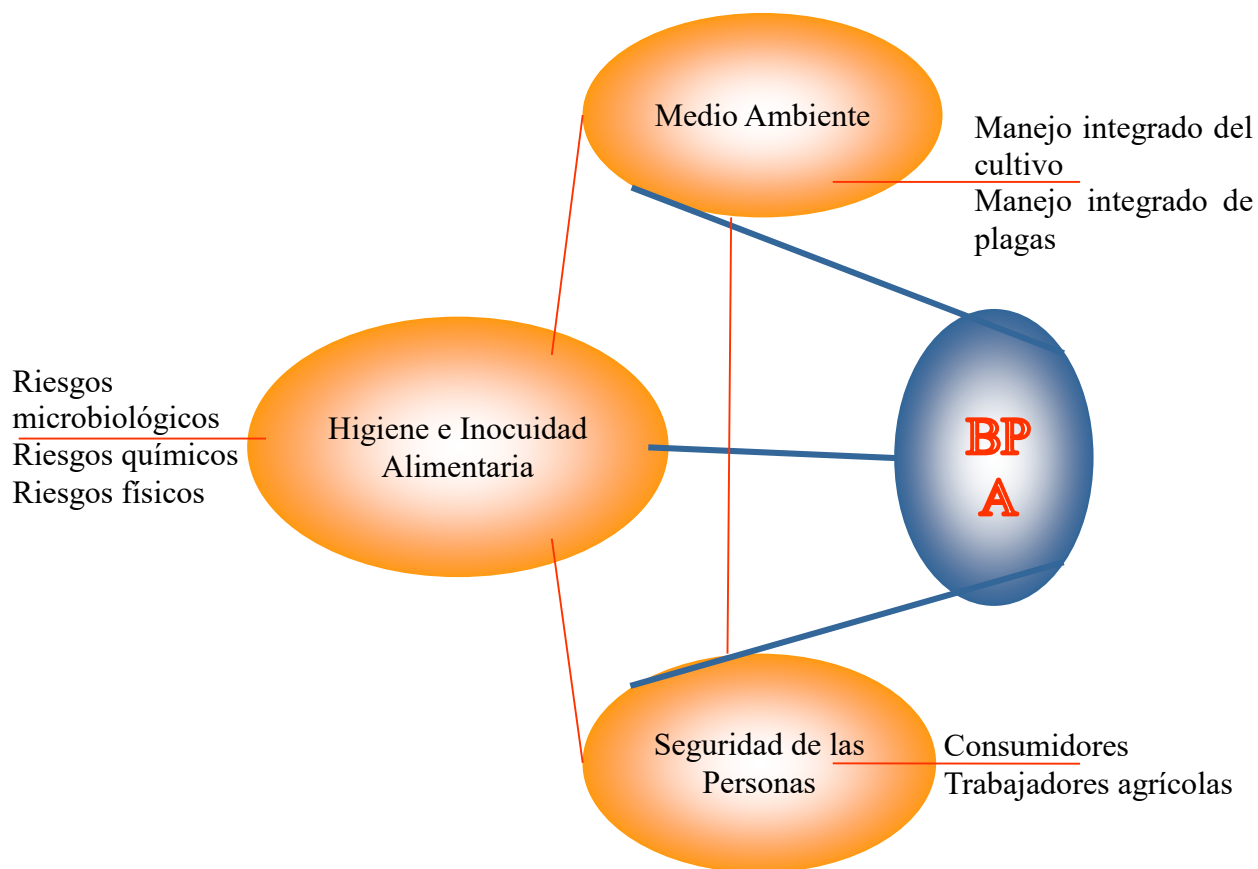 Medio Ambiente
Manejo integrado del
cultivo
Manejo integrado de
plagas
Riesgos
microbiológicos
Riesgos químicos
Riesgos físicos
Higiene e Inocuidad
Alimentaria
BP
A
Seguridad de las
Personas
Consumidores
Trabajadores agrícolas